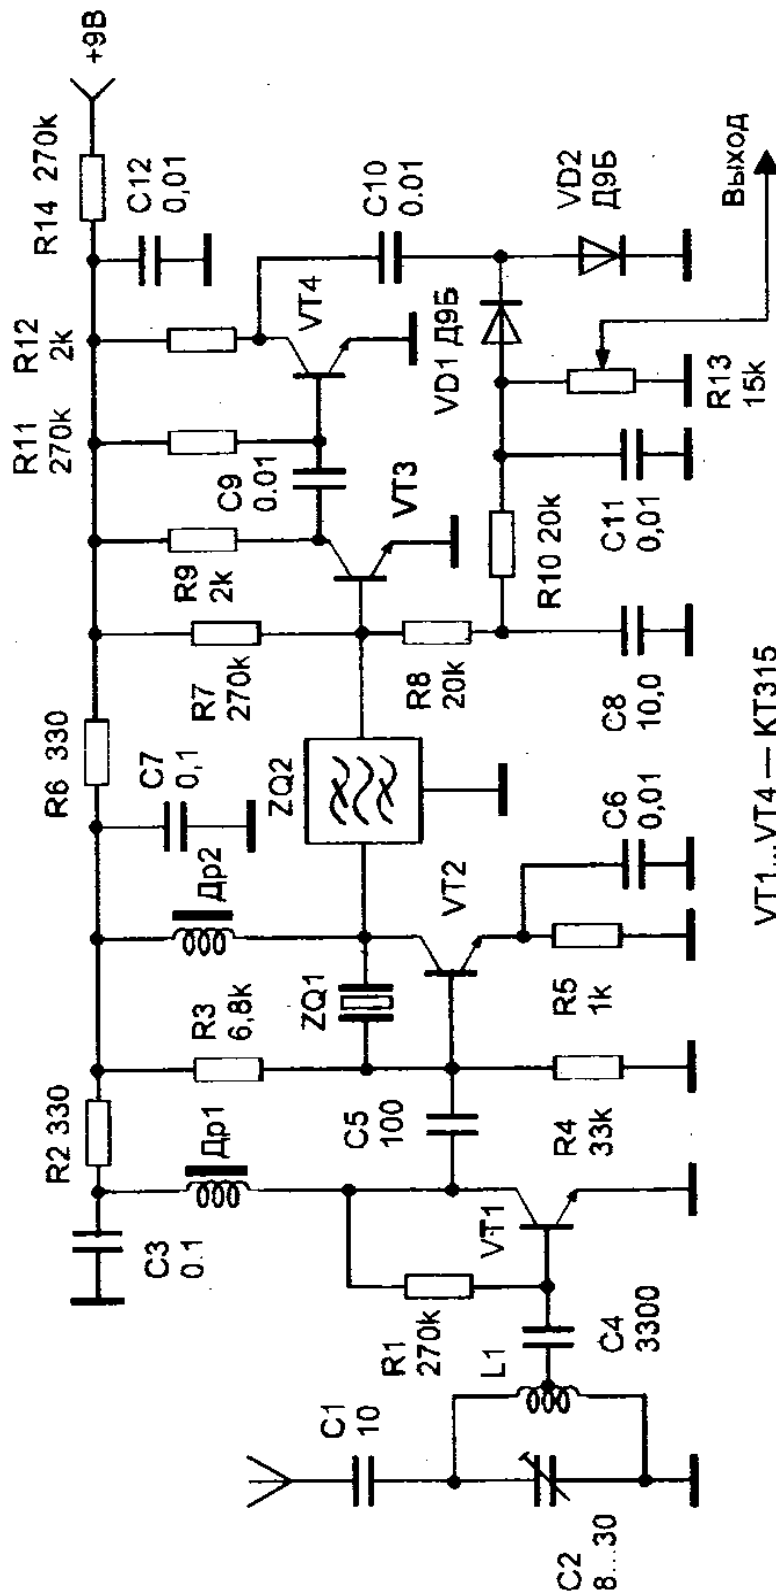 R2 330
R6 330
R11
270k
R12
2k
R14 270k
+9В
C3
0.1
Др1
R3
6,8k
Др2
C7
0,1
R7
270k
R9
2k
C9
0.01
C12
0,01
VT4
C10
0.01
ZQ1
ZQ2
VT3
C1
10
R1
270k
C5
100
VT2
R8
20k
VD1 Д9Б
VD2
Д9Б
L1
VT1
R10 20k
C2
8...30
C4
3300
R4
33k
R5
1k
C6
0,01
C8
10,0
C11
0,01
R13
15k
Выход
VT1...VT4 — КТ315